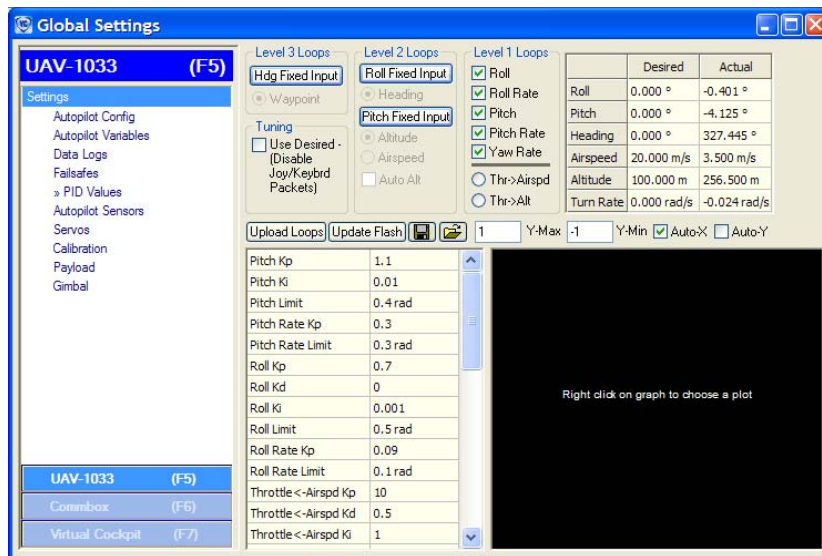 Global Settings
UAV-1033 (F5)
Settings
Autopilot Config
Autopilot Variables
Data Logs
Failsafes
» PID Values
Autopilot Sensors
Servos
Calibration
Payload
Gimbal
UAV-1033 (F5)
Commbox (F6)
Virtual Cockpit (F7)
Level 3 Loops
Hdg Fixed Input
Waypoint
Tuning
Use Desired -
(Disable
Joy/Keybrd
Packets)
Level 2 Loops
Roll Fixed Input
Heading
Pitch Fixed Input
Altitude
Airspeed
Auto Alt
Level 1 Loops
Roll
Roll Rate
Pitch
Pitch Rate
Yaw Rate
Thr->Airspd
Thr->Alt
Desired Actual
Roll 0.000 ° -0.401 °
Pitch 0.000 ° -4.125 °
Heading 0.000 ° 327.445 °
Airspeed 20.000 m/s 3.500 m/s
Altitude 100.000 m 256.500 m
Turn Rate 0.000 rad/s -0.024 rad/s
Upload Loops Update Flash 1 Y-Max -1 Y-Min Auto-X Auto-Y
Pitch Kp 1.1
Pitch Ki 0.01
Pitch Limit 0.4 rad
Pitch Rate Kp 0.3
Pitch Rate Limit 0.3 rad
Roll Kp 0.7
Roll Kd 0
Roll Ki 0.001
Roll Limit 0.5 rad
Roll Rate Kp 0.09
Roll Rate Limit 0.1 rad
Throttle<-Airspd Kp 10
Throttle<-Airspd Kd 0.5
Throttle<-Airspd Ki 1
Right click on graph to choose a plot